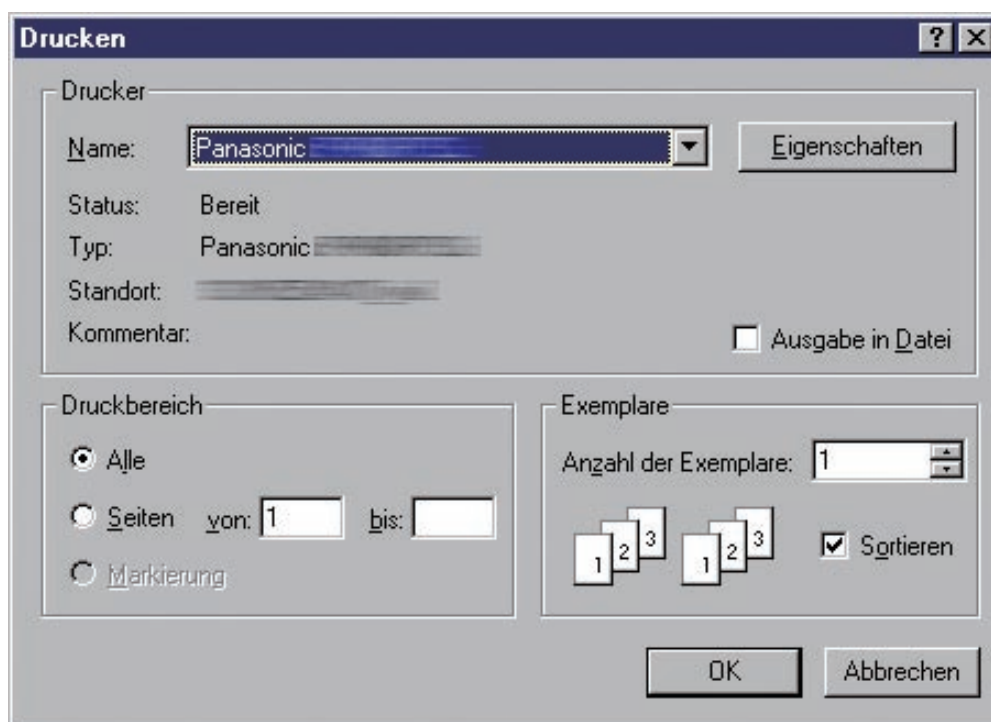 Drucken
Drucker
Name: Panasonic Eigenschaften
Status: Bereit
Typ: Panasonic
Standort:
Kommentar:
Ausgabe in Datei
Druckbereich
Alle
Seiten von: 1 bis:
Markierung
Exemplare
Anzahl der Exemplare: 1
1 2 3 1 2 3
Sortieren
OK Abbrechen